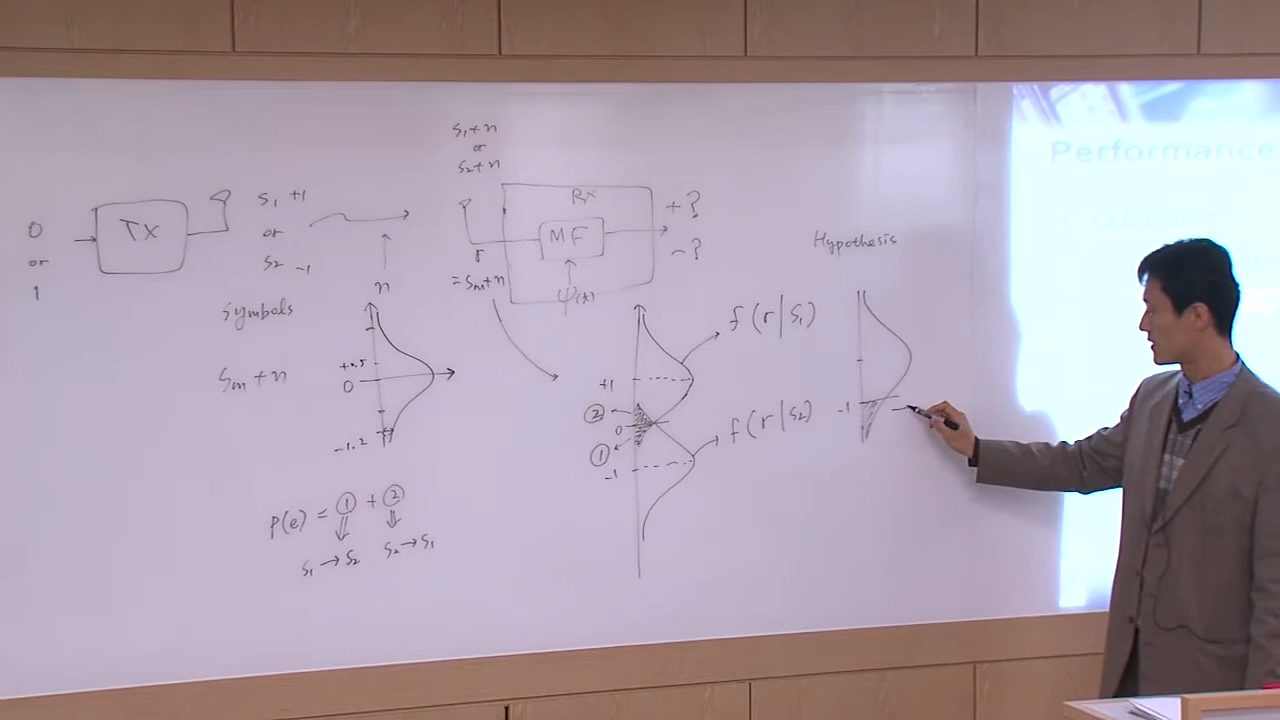 0
or
1
TX
S₁ +1
or
S₂ -1
symbols
Sm + n
n
+0.5
0
-1.2
P(e) = ① + ②
S₁ → S₂
S₂ → S₁
S₁+n
or
S₂+n
r
= Sm+n
Rx
MF
φ(t)
+ ?
- ?
+1
②
0
①
-1
f(r|S₁)
f(r|S₂)
Hypothesis
-1
Performance